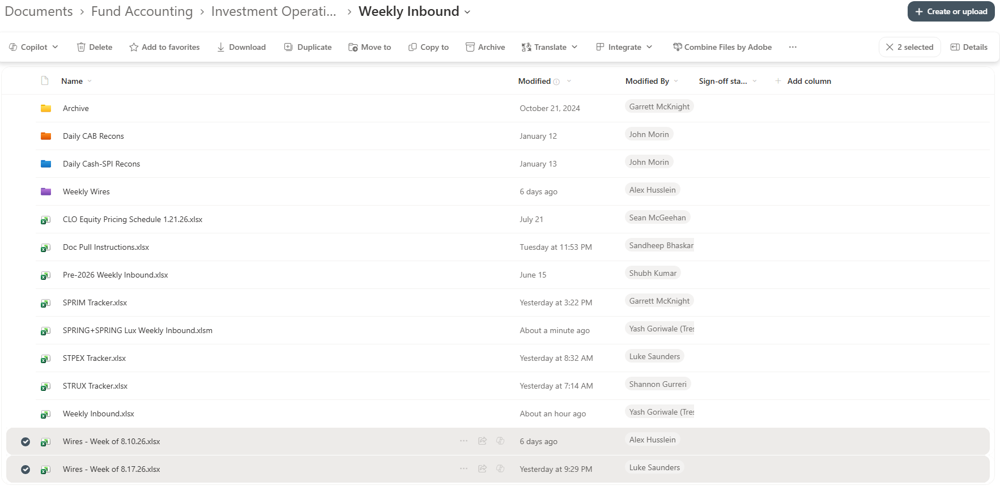 Documents > Fund Accounting > Investment Operati... > Weekly Inbound
+ Create or upload
Copilot Delete Add to favorites Download Duplicate Move to Copy to Archive Translate Integrate Combine Files by Adobe ... 2 selected Details
Name Modified Modified By Sign-off sta... + Add column
Archive October 21, 2024 Garrett McKnight
Daily CAB Recons January 12 John Morin
Daily Cash-SPI Recons January 13 John Morin
Weekly Wires 6 days ago Alex Husslein
CLO Equity Pricing Schedule 1.21.26.xlsx July 21 Sean McGeehan
Doc Pull Instructions.xlsx Tuesday at 11:53 PM Sandheep Bhaskar
Pre-2026 Weekly Inbound.xlsx June 15 Shubh Kumar
SPRIM Tracker.xlsx Yesterday at 3:22 PM Garrett McKnight
SPRING+SPRING Lux Weekly Inbound.xlsm About a minute ago Yash Goriwale (Tres
STPEX Tracker.xlsx Yesterday at 8:32 AM Luke Saunders
STRUX Tracker.xlsx Yesterday at 7:14 AM Shannon Gurreri
Weekly Inbound.xlsx About an hour ago Yash Goriwale (Tres
Wires - Week of 8.10.26.xlsx ... 6 days ago Alex Husslein
Wires - Week of 8.17.26.xlsx ... Yesterday at 9:29 PM Luke Saunders